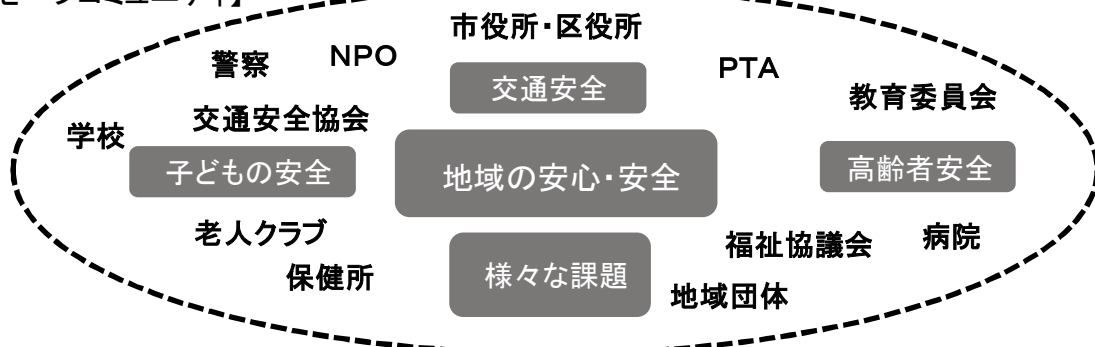 市役所・区役所
警察
NPO
PTA
交通安全
教育委員会
交通安全協会
学校
子どもの安全
地域の安心・安全
高齢者安全
老人クラブ
福祉協議会
病院
保健所
様々な課題
地域団体